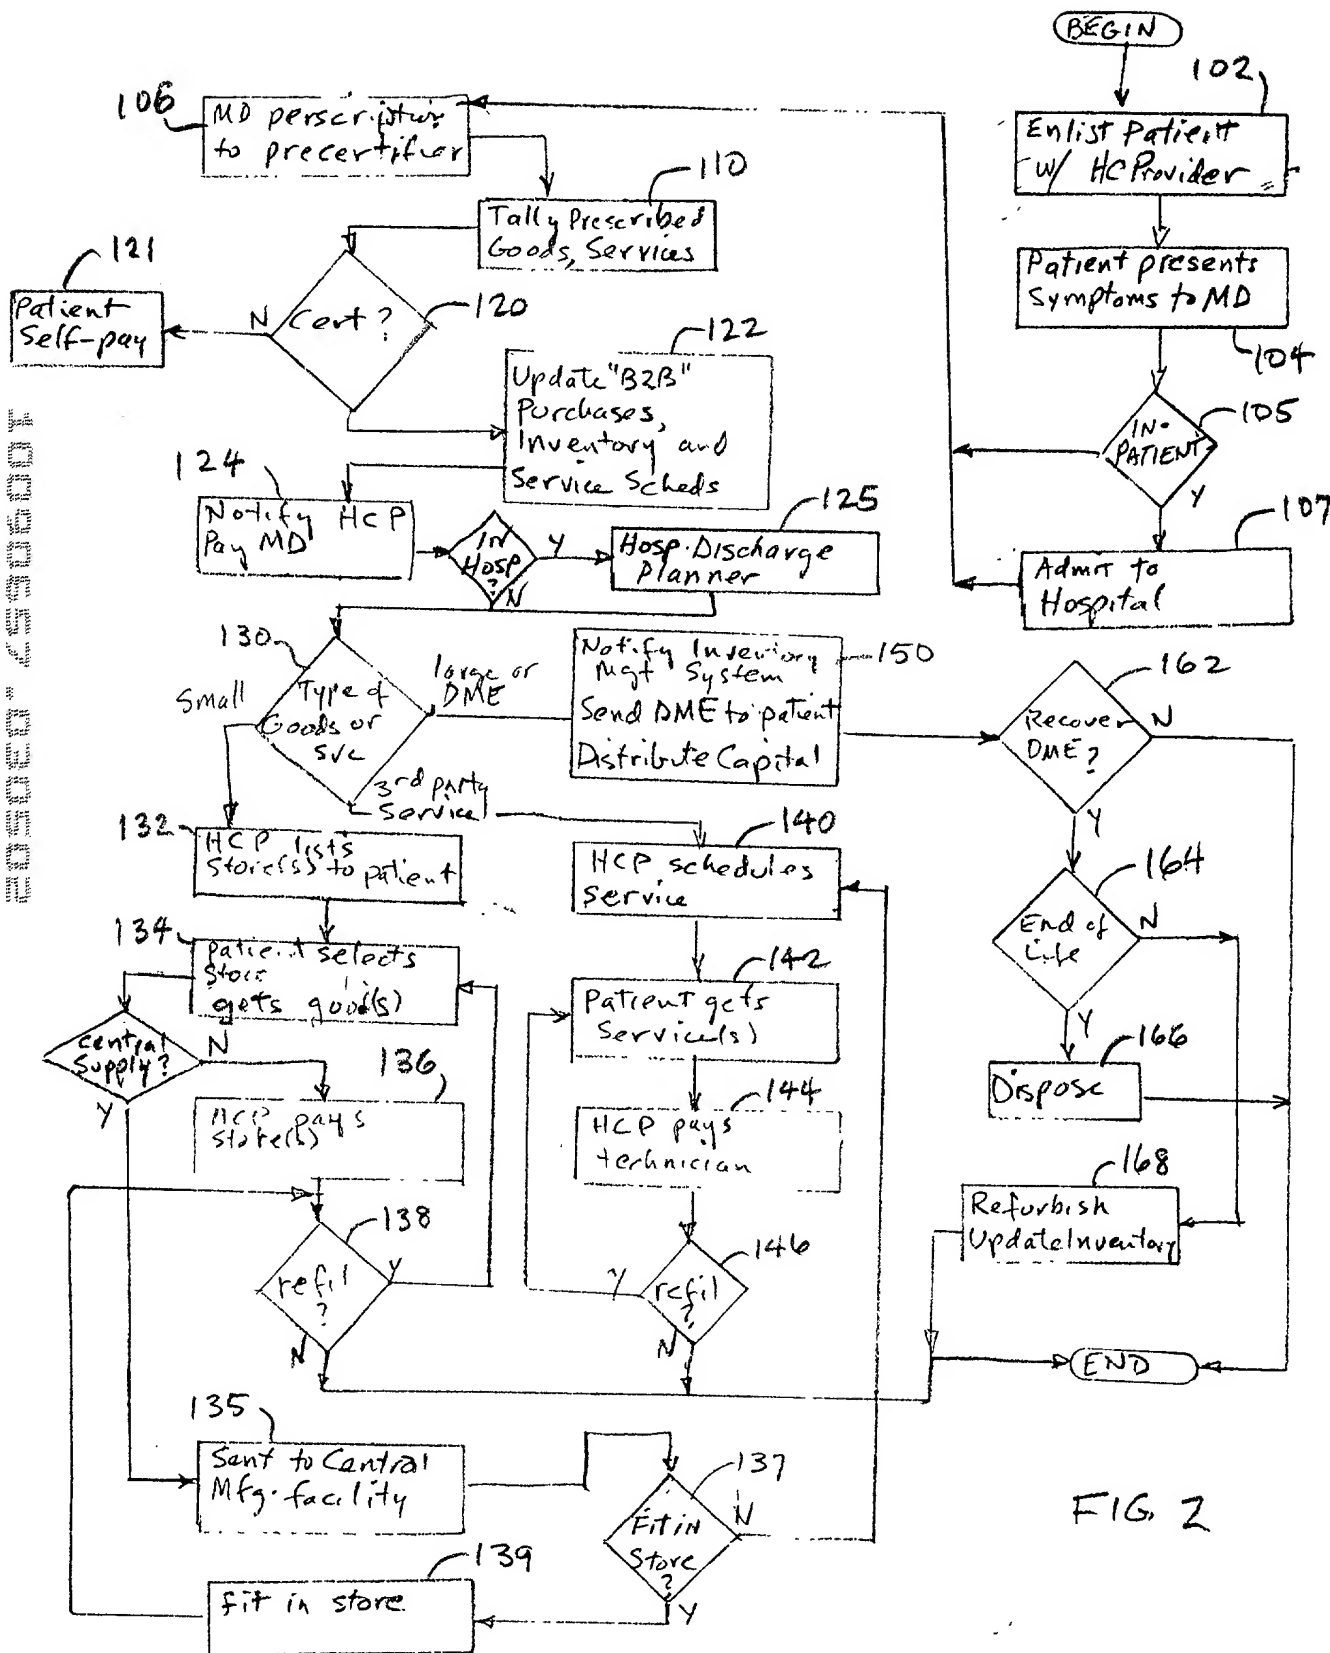 BEGIN
102
Enlist Patient
w/ HC Provider
Patient presents
Symptoms to MD
104
105
IN-
PATIENT
Y
107
Admit to
Hospital
106
MD perscription
to precertifier
110
Tally Prescribed
Goods, Services
121
Patient
Self-pay
N
Cert?
120
122
Update "B2B"
Purchases,
Inventory and
Service Scheds
124
Notify HCP
Pay MD
IN
HOSP
?
Y
N
125
Hosp. Discharge
Planner
130
Type of
Goods or
svc
Small
large or
DME
3rd party
Service
150
Notify Inventory
Mgt System
Send DME to patient
Distribute Capital
162
Recover
DME?
N
Y
164
End of
Life
N
Y
166
Dispose
168
Refurbish
Update Inventory
132
HCP lists
Store(s) to patient
134
patient selects
store
gets good(s)
Central
Supply?
N
Y
136
HCP pays
store(s)
138
refil
?
Y
N
140
HCP schedules
service
142
Patient gets
Service(s)
144
HCP pays
technician
146
refil
?
Y
N
END
135
Sent to Central
Mfg. facility
137
Fit in
Store
?
N
Y
139
fit in store
FIG. 2
10090657.030502